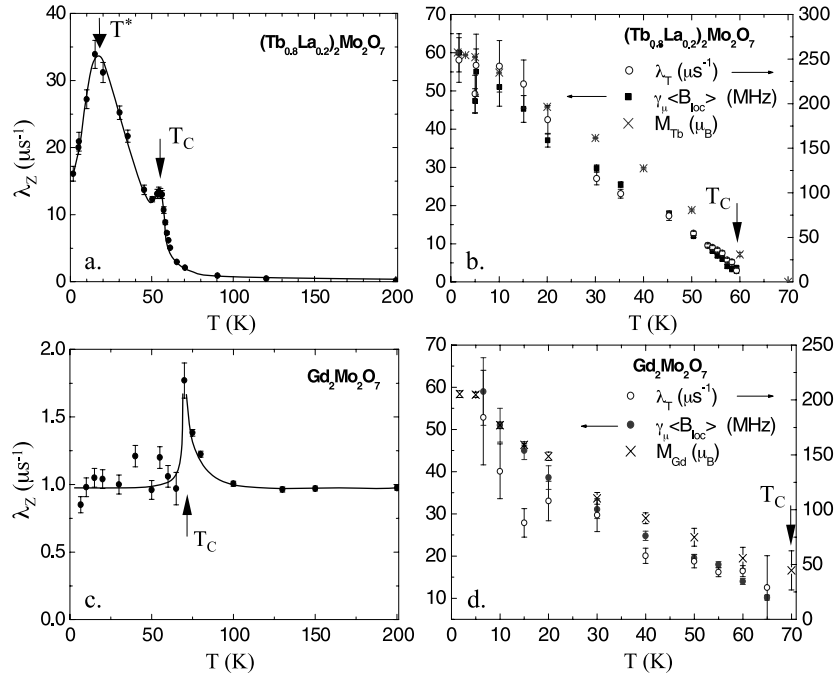 a.
T*
(Tb0.8La0.2)2Mo2O7
TC
λZ (μs-1)
40
30
20
10
0
0 50 100 150 200
T (K)
b.
(Tb0.8La0.2)2Mo2O7
λT (μs-1)
γμ <Bloc> (MHz)
MTb(μB)
TC
70
60
50
40
30
20
10
0
300
250
200
150
100
50
0
0 10 20 30 40 50 60 70
T (K)
c.
Gd2Mo2O7
TC
λZ (μs-1)
2.0
1.5
1.0
0.5
0.0
0 50 100 150 200
T (K)
d.
Gd2Mo2O7
λT (μs-1)
γμ <Bloc> (MHz)
MGd (μB)
TC
70
60
50
40
30
20
10
250
200
150
100
50
0
0 10 20 30 40 50 60 70
T (K)